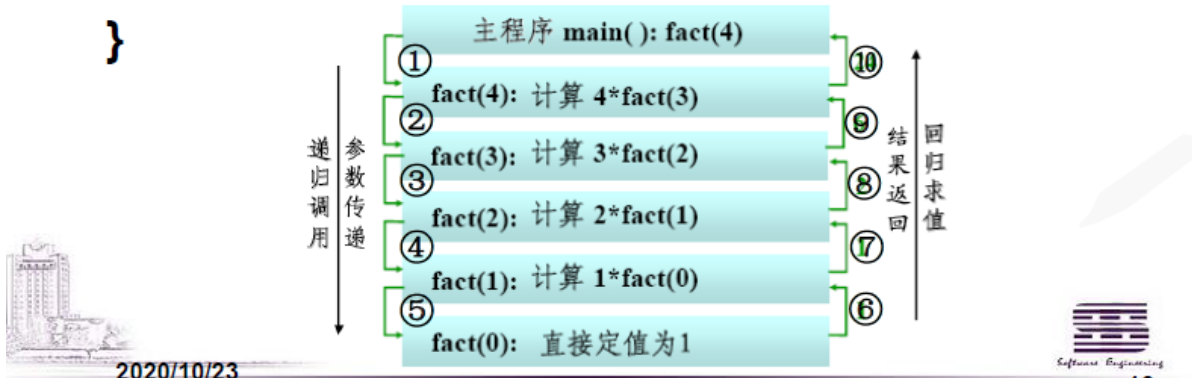 }
主程序 main( ): fact(4)
①
⑩
fact(4): 计算 4*fact(3)
②
⑨
fact(3): 计算 3*fact(2)
③
⑧
fact(2): 计算 2*fact(1)
④
⑦
fact(1): 计算 1*fact(0)
⑤
⑥
fact(0): 直接定值为1
递归调用
参数传递
结果返回
回归求值
2020/10/23
Software Engineering